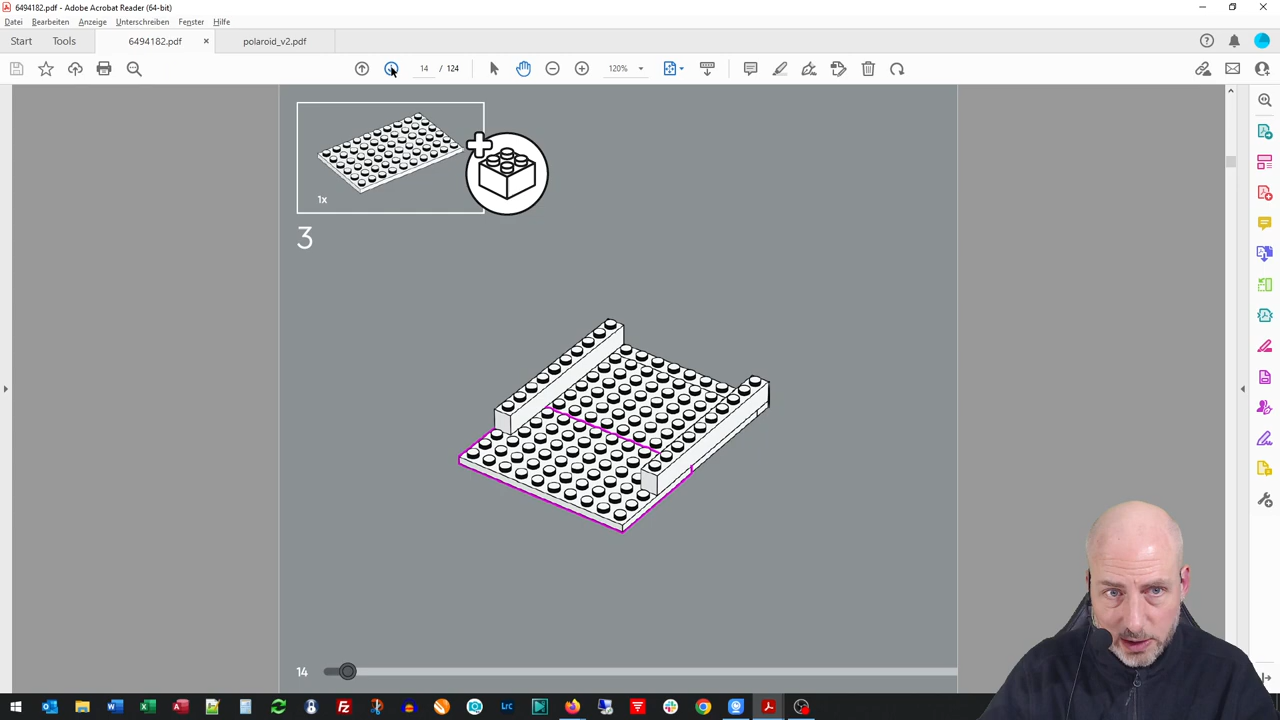 6494182.pdf - Adobe Acrobat Reader (64-bit)
Datei Bearbeiten Anzeige Unterschreiben Fenster Hilfe
Start Tools 6494182.pdf × polaroid_v2.pdf
14 / 124 120%
1x
3
14